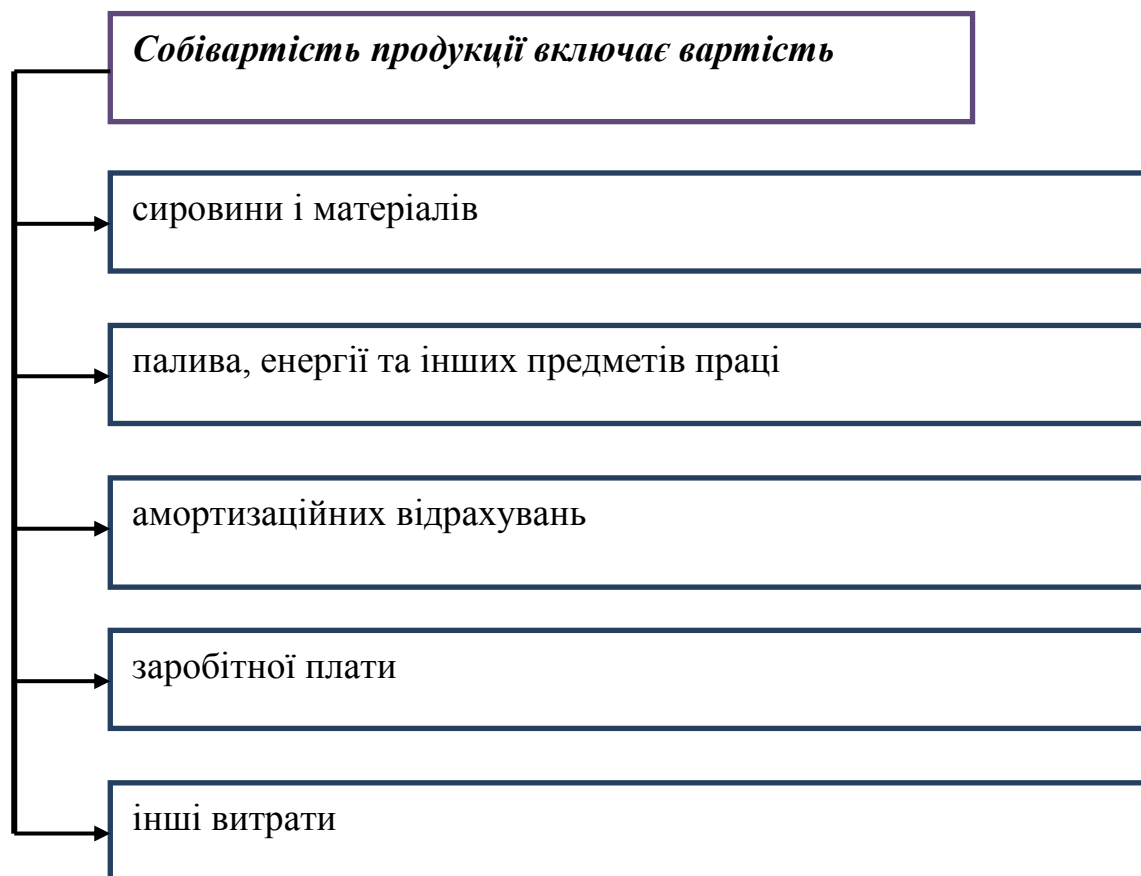 Собівартість продукції включає вартість
сировини і матеріалів
палива, енергії та інших предметів праці
амортизаційних відрахувань
заробітної плати
інші витрати